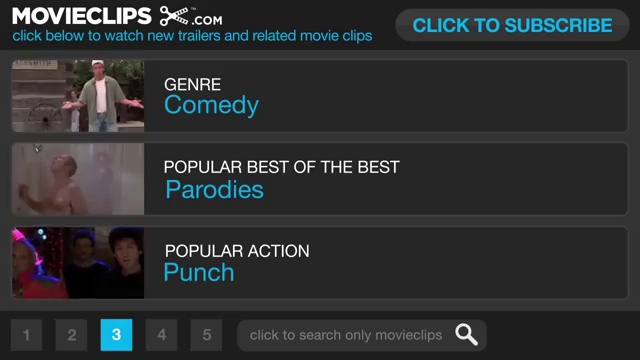 MOVIECLIPS .COM
click below to watch new trailers and related movie clips
CLICK TO SUBSCRIBE
GENRE
Comedy
POPULAR BEST OF THE BEST
Parodies
POPULAR ACTION
Punch
1 2 3 4 5 click to search only movieclips